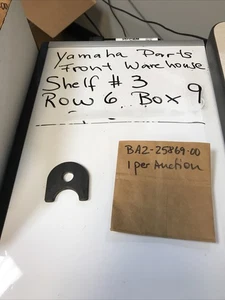 Yamaha Parts
Front Warehouse
Shelf # 3
Row 6 Box 9
BA2-25869-00
1 per Auction